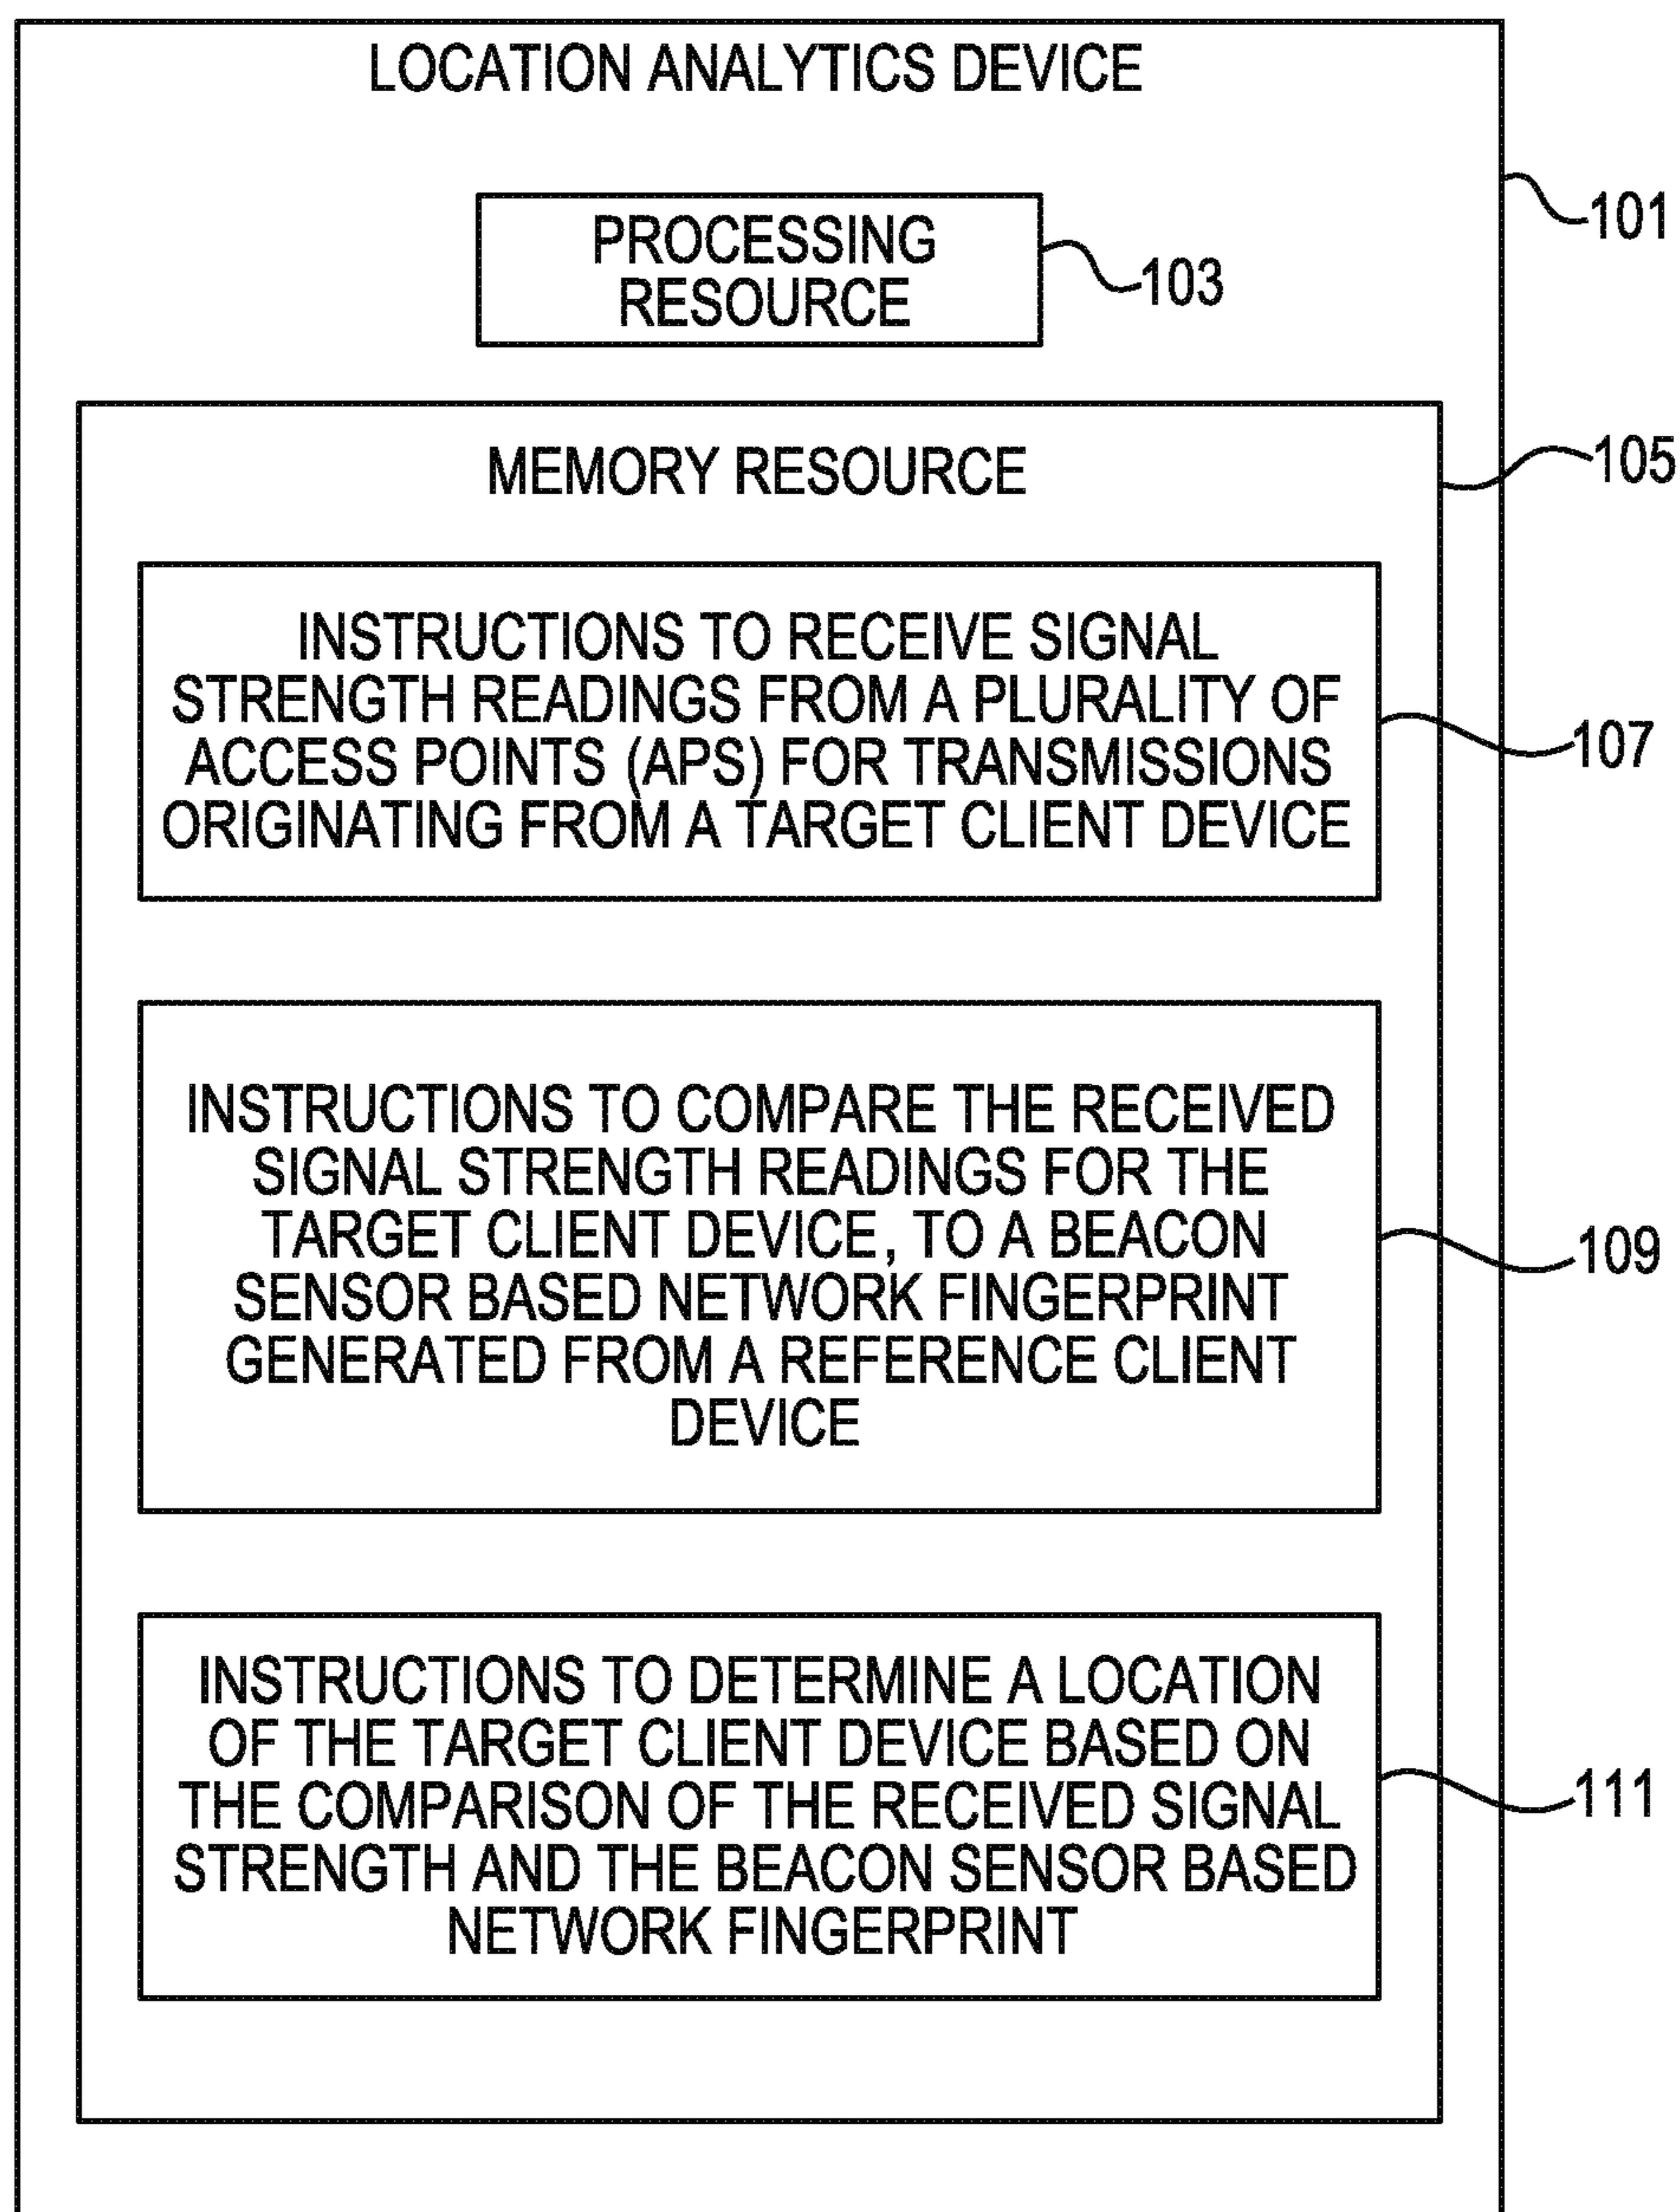 LOCATION ANALYTICS DEVICE
101
PROCESSING
RESOURCE
103
MEMORY RESOURCE
105
INSTRUCTIONS TO RECEIVE SIGNAL
STRENGTH READINGS FROM A PLURALITY OF
ACCESS POINTS (APS) FOR TRANSMISSIONS
ORIGINATING FROM A TARGET CLIENT DEVICE
107
INSTRUCTIONS TO COMPARE THE RECEIVED
SIGNAL STRENGTH READINGS FOR THE
TARGET CLIENT DEVICE, TO A BEACON
SENSOR BASED NETWORK FINGERPRINT
GENERATED FROM A REFERENCE CLIENT
DEVICE
109
INSTRUCTIONS TO DETERMINE A LOCATION
OF THE TARGET CLIENT DEVICE BASED ON
THE COMPARISON OF THE RECEIVED SIGNAL
STRENGTH AND THE BEACON SENSOR BASED
NETWORK FINGERPRINT
111